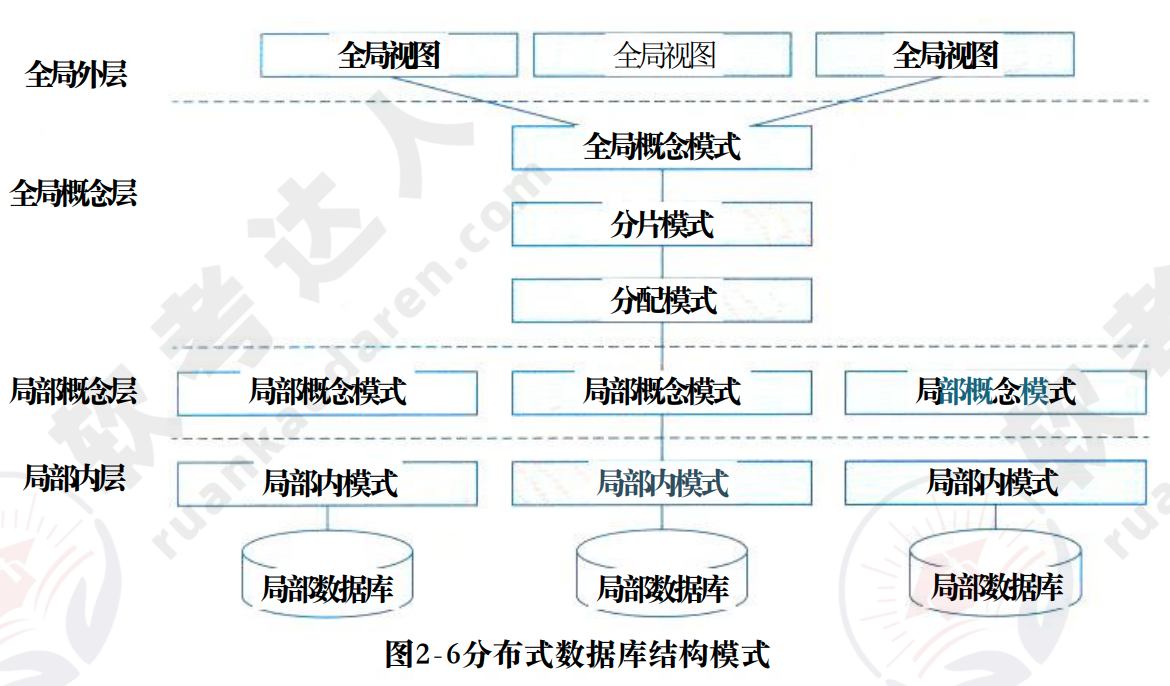 全局外层
全局视图 全局视图 全局视图
全局概念层
全局概念模式
分片模式
分配模式
局部概念层
局部概念模式 局部概念模式 局部概念模式
局部内层
局部内模式 局部内模式 局部内模式
局部数据库 局部数据库 局部数据库
图2-6分布式数据库结构模式
软考达人
ruankaodaren.com
软考
ruan